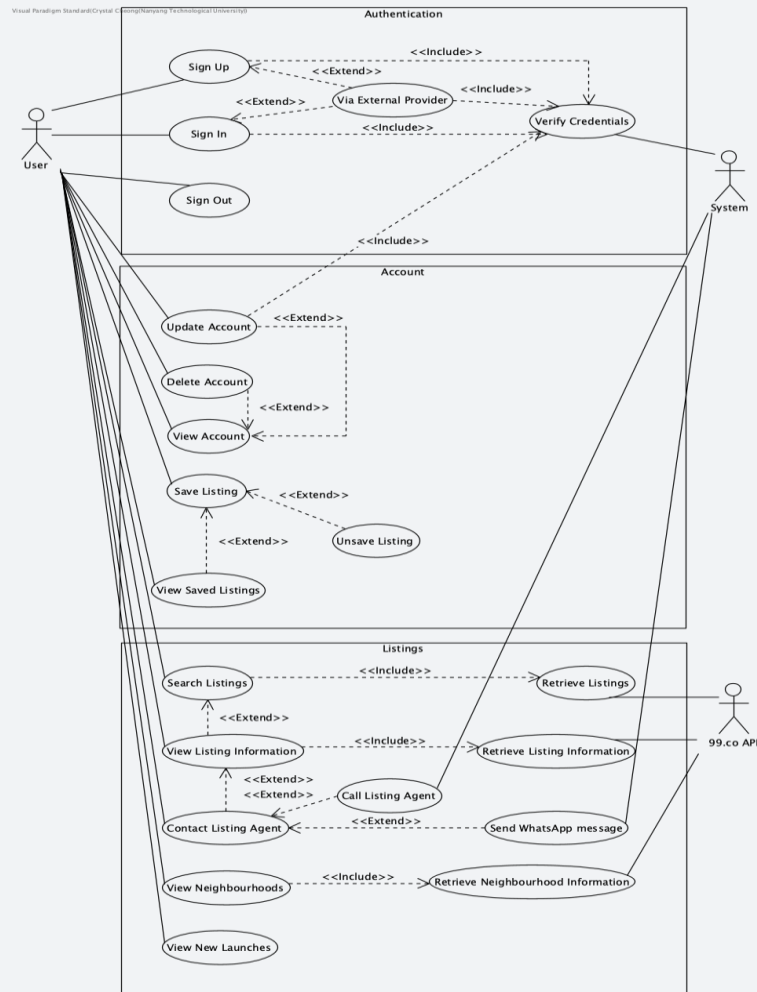 Visual Paradigm Standard(Crystal Cheong(Nanyang Technological University))
Authentication
<<Include>>
Sign Up
<<Extend>>
Via External Provider
<<Include>>
<<Extend>>
Sign In
<<Include>>
Verify Credentials
User
Sign Out
System
<<Include>>
Account
<<Extend>>
Update Account
Delete Account
<<Extend>>
View Account
Save Listing
<<Extend>>
<<Extend>>
Unsave Listing
View Saved Listings
Listings
<<Include>>
Search Listings
Retrieve Listings
<<Extend>>
99.co API
<<Include>>
View Listing Information
Retrieve Listing Information
<<Extend>>
<<Extend>>
Call Listing Agent
<<Extend>>
Contact Listing Agent
Send WhatsApp message
<<Include>>
View Neighbourhoods
Retrieve Neighbourhood Information
View New Launches